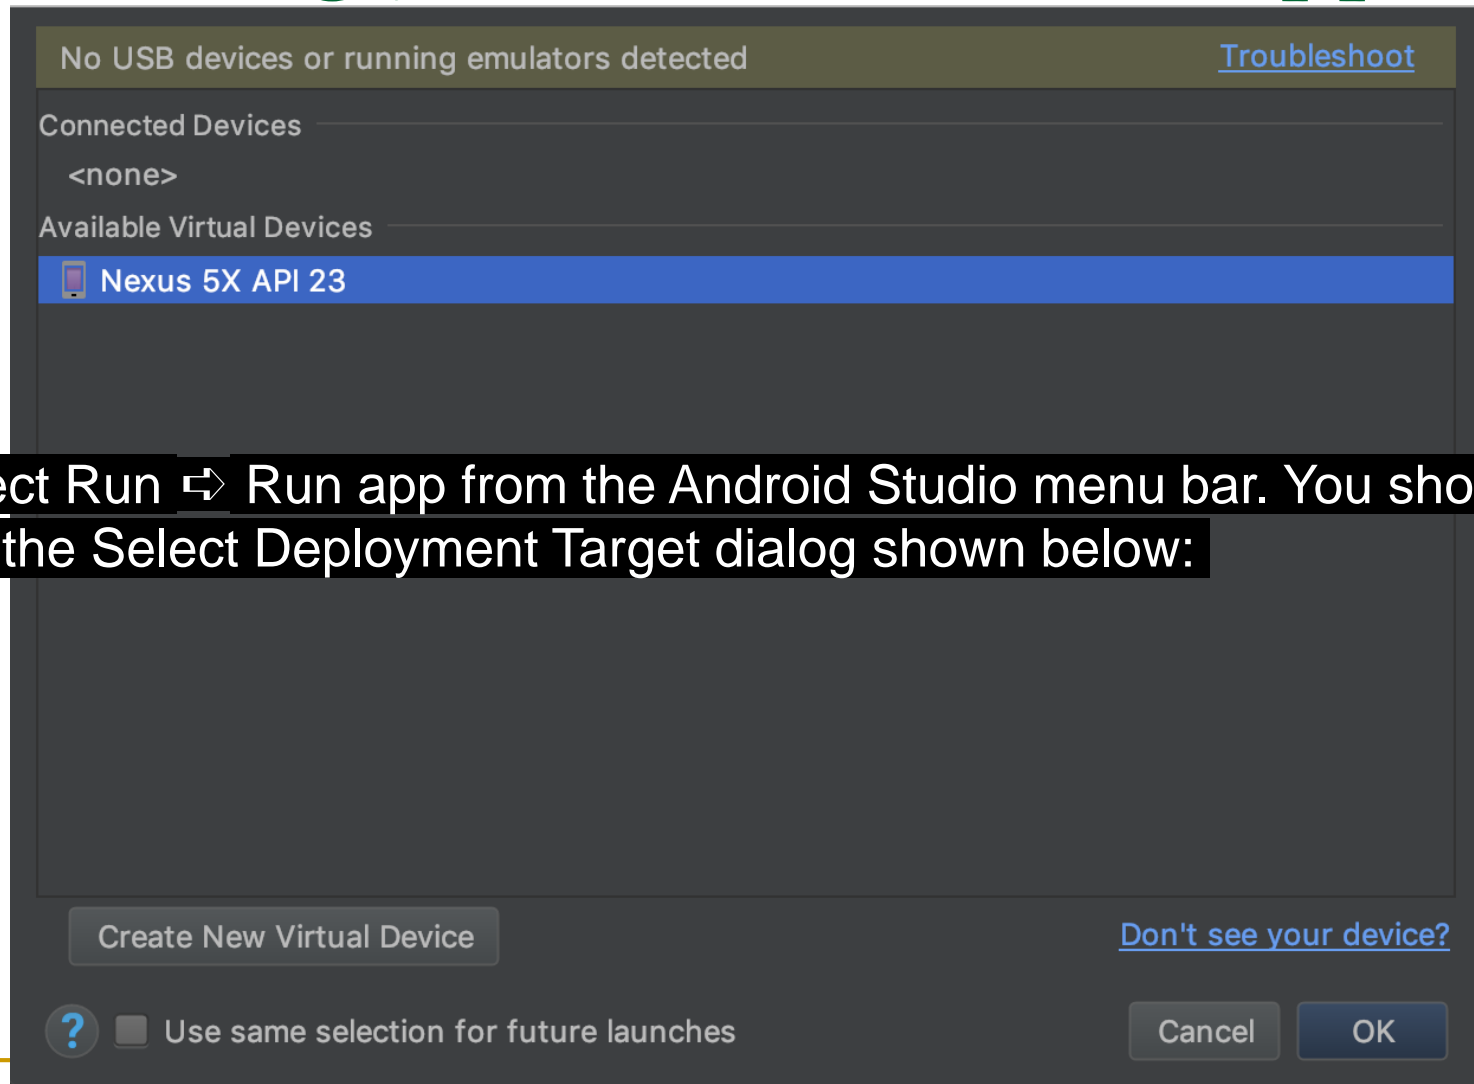 No USB devices or running emulators detected Troubleshoot
Connected Devices
<none>
Available Virtual Devices
Nexus 5X API 23
Run ➪ Run app from the Android Studio menu bar. You
the Select Deployment Target dialog shown below:
Create New Virtual Device Don't see your device?
? Use same selection for future launches Cancel OK